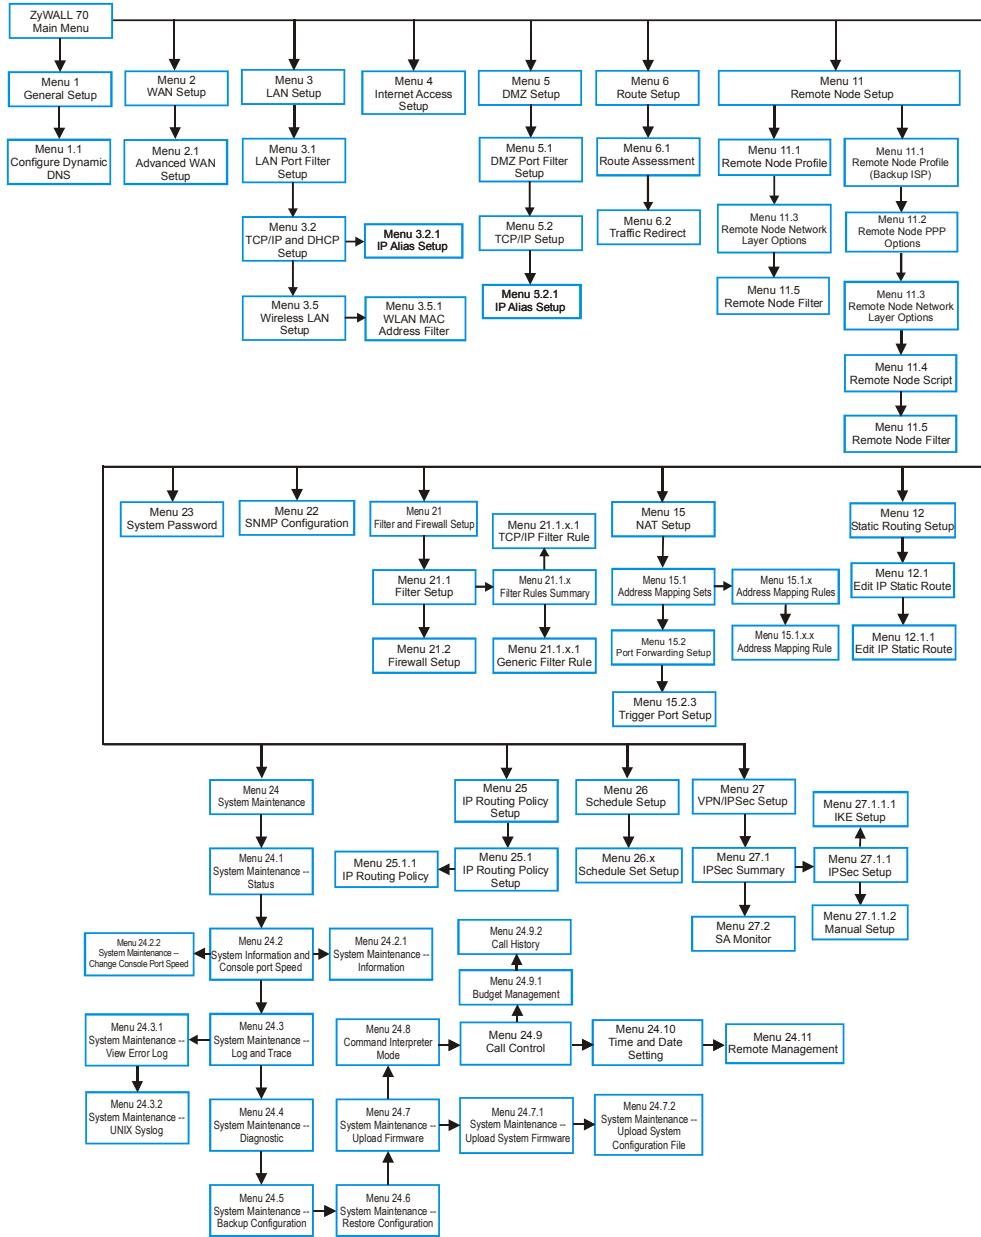 ZyWALL 70
Main Menu
Menu 1
General Setup
Menu 2
WAN Setup
Menu 3
LAN Setup
Menu 4
Internet Access
Setup
Menu 5
DMZ Setup
Menu 6
Route Setup
Menu 11
Remote Node Setup
Menu 1.1
Configure Dynamic
DNS
Menu 2.1
Advanced WAN
Setup
Menu 3.1
LAN Port Filter
Setup
Menu 5.1
DMZ Port Filter
Setup
Menu 6.1
Route Assessment
Menu 11.1
Remote Node Profile
Menu 11.1
Remote Node Profile
(Backup ISP)
Menu 3.2
TCP/IP and DHCP
Setup
Menu 3.2.1
IP Alias Setup
Menu 5.2
TCP/IP Setup
Menu 6.2
Traffic Redirect
Menu 11.3
Remote Node Network
Layer Options
Menu 11.2
Remote Node PPP
Options
Menu 3.5
Wireless LAN
Setup
Menu 3.5.1
WLAN MAC
Address Filter
Menu 5.2.1
IP Alias Setup
Menu 11.5
Remote Node Filter
Menu 11.3
Remote Node Network
Layer Options
Menu 11.4
Remote Node Script
Menu 11.5
Remote Node Filter
Menu 23
System Password
Menu 22
SNMP Configuration
Menu 21
Filter and Firewall Setup
Menu 21.1.x.1
TCP/IP Filter Rule
Menu 15
NAT Setup
Menu 12
Static Routing Setup
Menu 21.1
Filter Setup
Menu 21.1.x
Filter Rules Summary
Menu 15.1
Address Mapping Sets
Menu 15.1.x
Address Mapping Rules
Menu 12.1
Edit IP Static Route
Menu 21.2
Firewall Setup
Menu 21.1.x.1
Generic Filter Rule
Menu 15.2
Port Forwarding Setup
Menu 15.1.x.x
Address Mapping Rule
Menu 12.1.1
Edit IP Static Route
Menu 15.2.3
Trigger Port Setup
Menu 24
System Maintenance
Menu 25
IP Routing Policy
Setup
Menu 26
Schedule Setup
Menu 27
VPN/IPSec Setup
Menu 27.1.1.1
IKE Setup
Menu 24.1
System Maintenance --
Status
Menu 25.1.1
IP Routing Policy
Menu 25.1
IP Routing Policy
Setup
Menu 26.x
Schedule Set Setup
Menu 27.1
IPSec Summary
Menu 27.1.1
IPSec Setup
Menu 27.2
SA Monitor
Menu 27.1.1.2
Manual Setup
Menu 24.2.2
System Maintenance --
Change Console Port Speed
Menu 24.2
System Information and
Console port Speed
Menu 24.2.1
System Maintenance --
Information
Menu 24.9.2
Call History
Menu 24.9.1
Budget Management
Menu 24.3.1
System Maintenance --
View Error Log
Menu 24.3
System Maintenance --
Log and Trace
Menu 24.8
Command Interpreter
Mode
Menu 24.9
Call Control
Menu 24.10
Time and Date
Setting
Menu 24.11
Remote Management
Menu 24.3.2
System Maintenance --
UNIX Syslog
Menu 24.4
System Maintenance --
Diagnostic
Menu 24.7
System Maintenance --
Upload Firmware
Menu 24.7.1
System Maintenance --
Upload System Firmware
Menu 24.7.2
System Maintenance --
Upload System
Configuration File
Menu 24.5
System Maintenance --
Backup Configuration
Menu 24.6
System Maintenance --
Restore Configuration